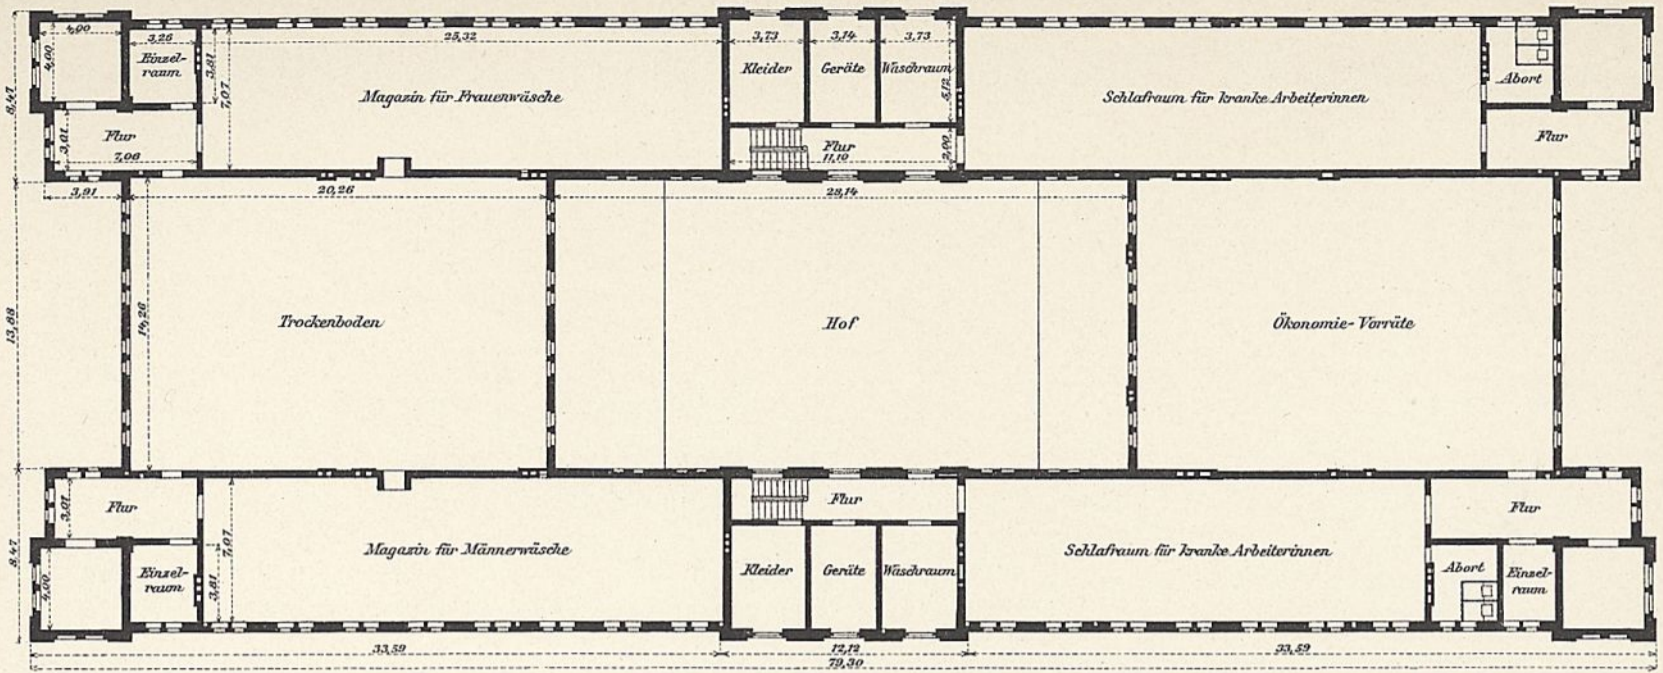 4,00
3,26
25,32
3,73
3,14
3,73
4,00
Einzel-
raum
3,81
7,07
Magazin für Frauenwäsche
Kleider
Geräte
Waschraum
5,12
Schlafraum für kranke Arbeiterinnen
Abort
8,47
3,01
Flur
7,06
Flur
11,10
2,00
Flur
3,91
20,26
28,14
13,88
14,26
Trockenboden
Hof
Ökonomie-Vorräte
Flur
3,01
Flur
Flur
8,47
4,00
Einzel-
raum
3,81
7,07
Magazin für Männerwäsche
Kleider
Geräte
Waschraum
Schlafraum für kranke Arbeiterinnen
Abort
Einzel-
raum
33,59
12,12
33,59
79,30